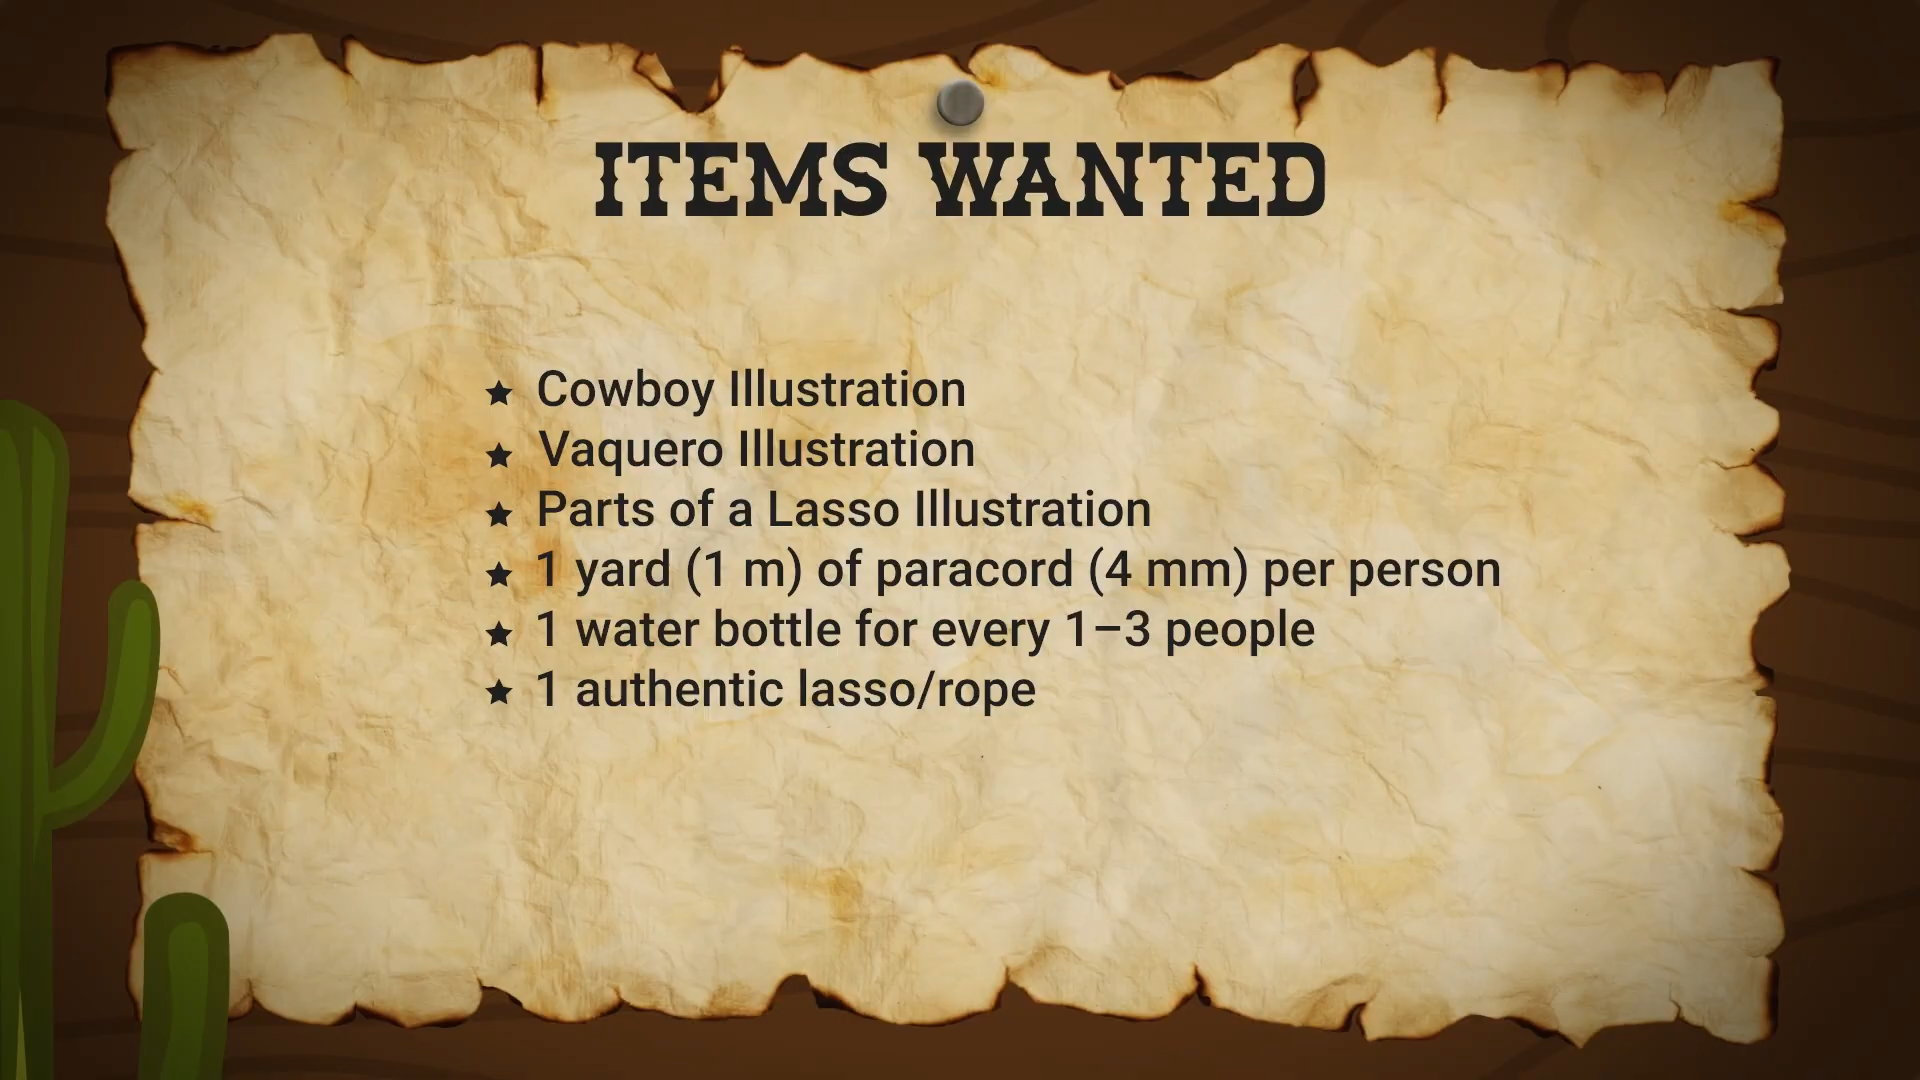 ITEMS WANTED
★ Cowboy Illustration
★ Vaquero Illustration
★ Parts of a Lasso Illustration
★ 1 yard (1 m) of paracord (4 mm) per person
★ 1 water bottle for every 1–3 people
★ 1 authentic lasso/rope